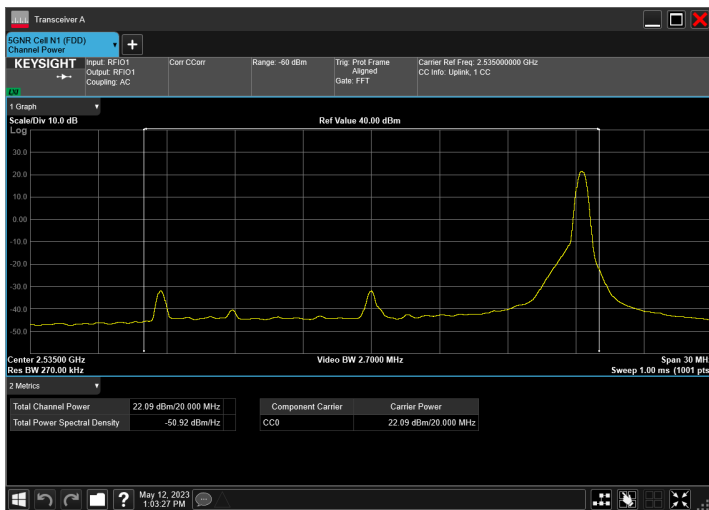 Transceiver A
5GNR Cell N1 (FDD)
Channel Power
KEYSIGHT
LXI
Input: RFIO1
Output: RFIO1
Coupling: AC
Corr CCorr
Range: -60 dBm
Trig: Prot Frame
Aligned
Gate: FFT
Carrier Ref Freq: 2.535000000 GHz
CC Info: Uplink, 1 CC
1 Graph
Scale/Div 10.0 dB
Ref Value 40.00 dBm
Log
30.0
20.0
10.0
0.00
-10.0
-20.0
-30.0
-40.0
-50.0
Center 2.53500 GHz
Video BW 2.7000 MHz
Span 30 MH
Res BW 270.00 kHz
Sweep 1.00 ms (1001 pts
2 Metrics
Total Channel Power 22.09 dBm/20.000 MHz
Total Power Spectral Density -50.92 dBm/Hz
Component Carrier Carrier Power
CC0 22.09 dBm/20.000 MHz
?
May 12, 2023
1:03:27 PM